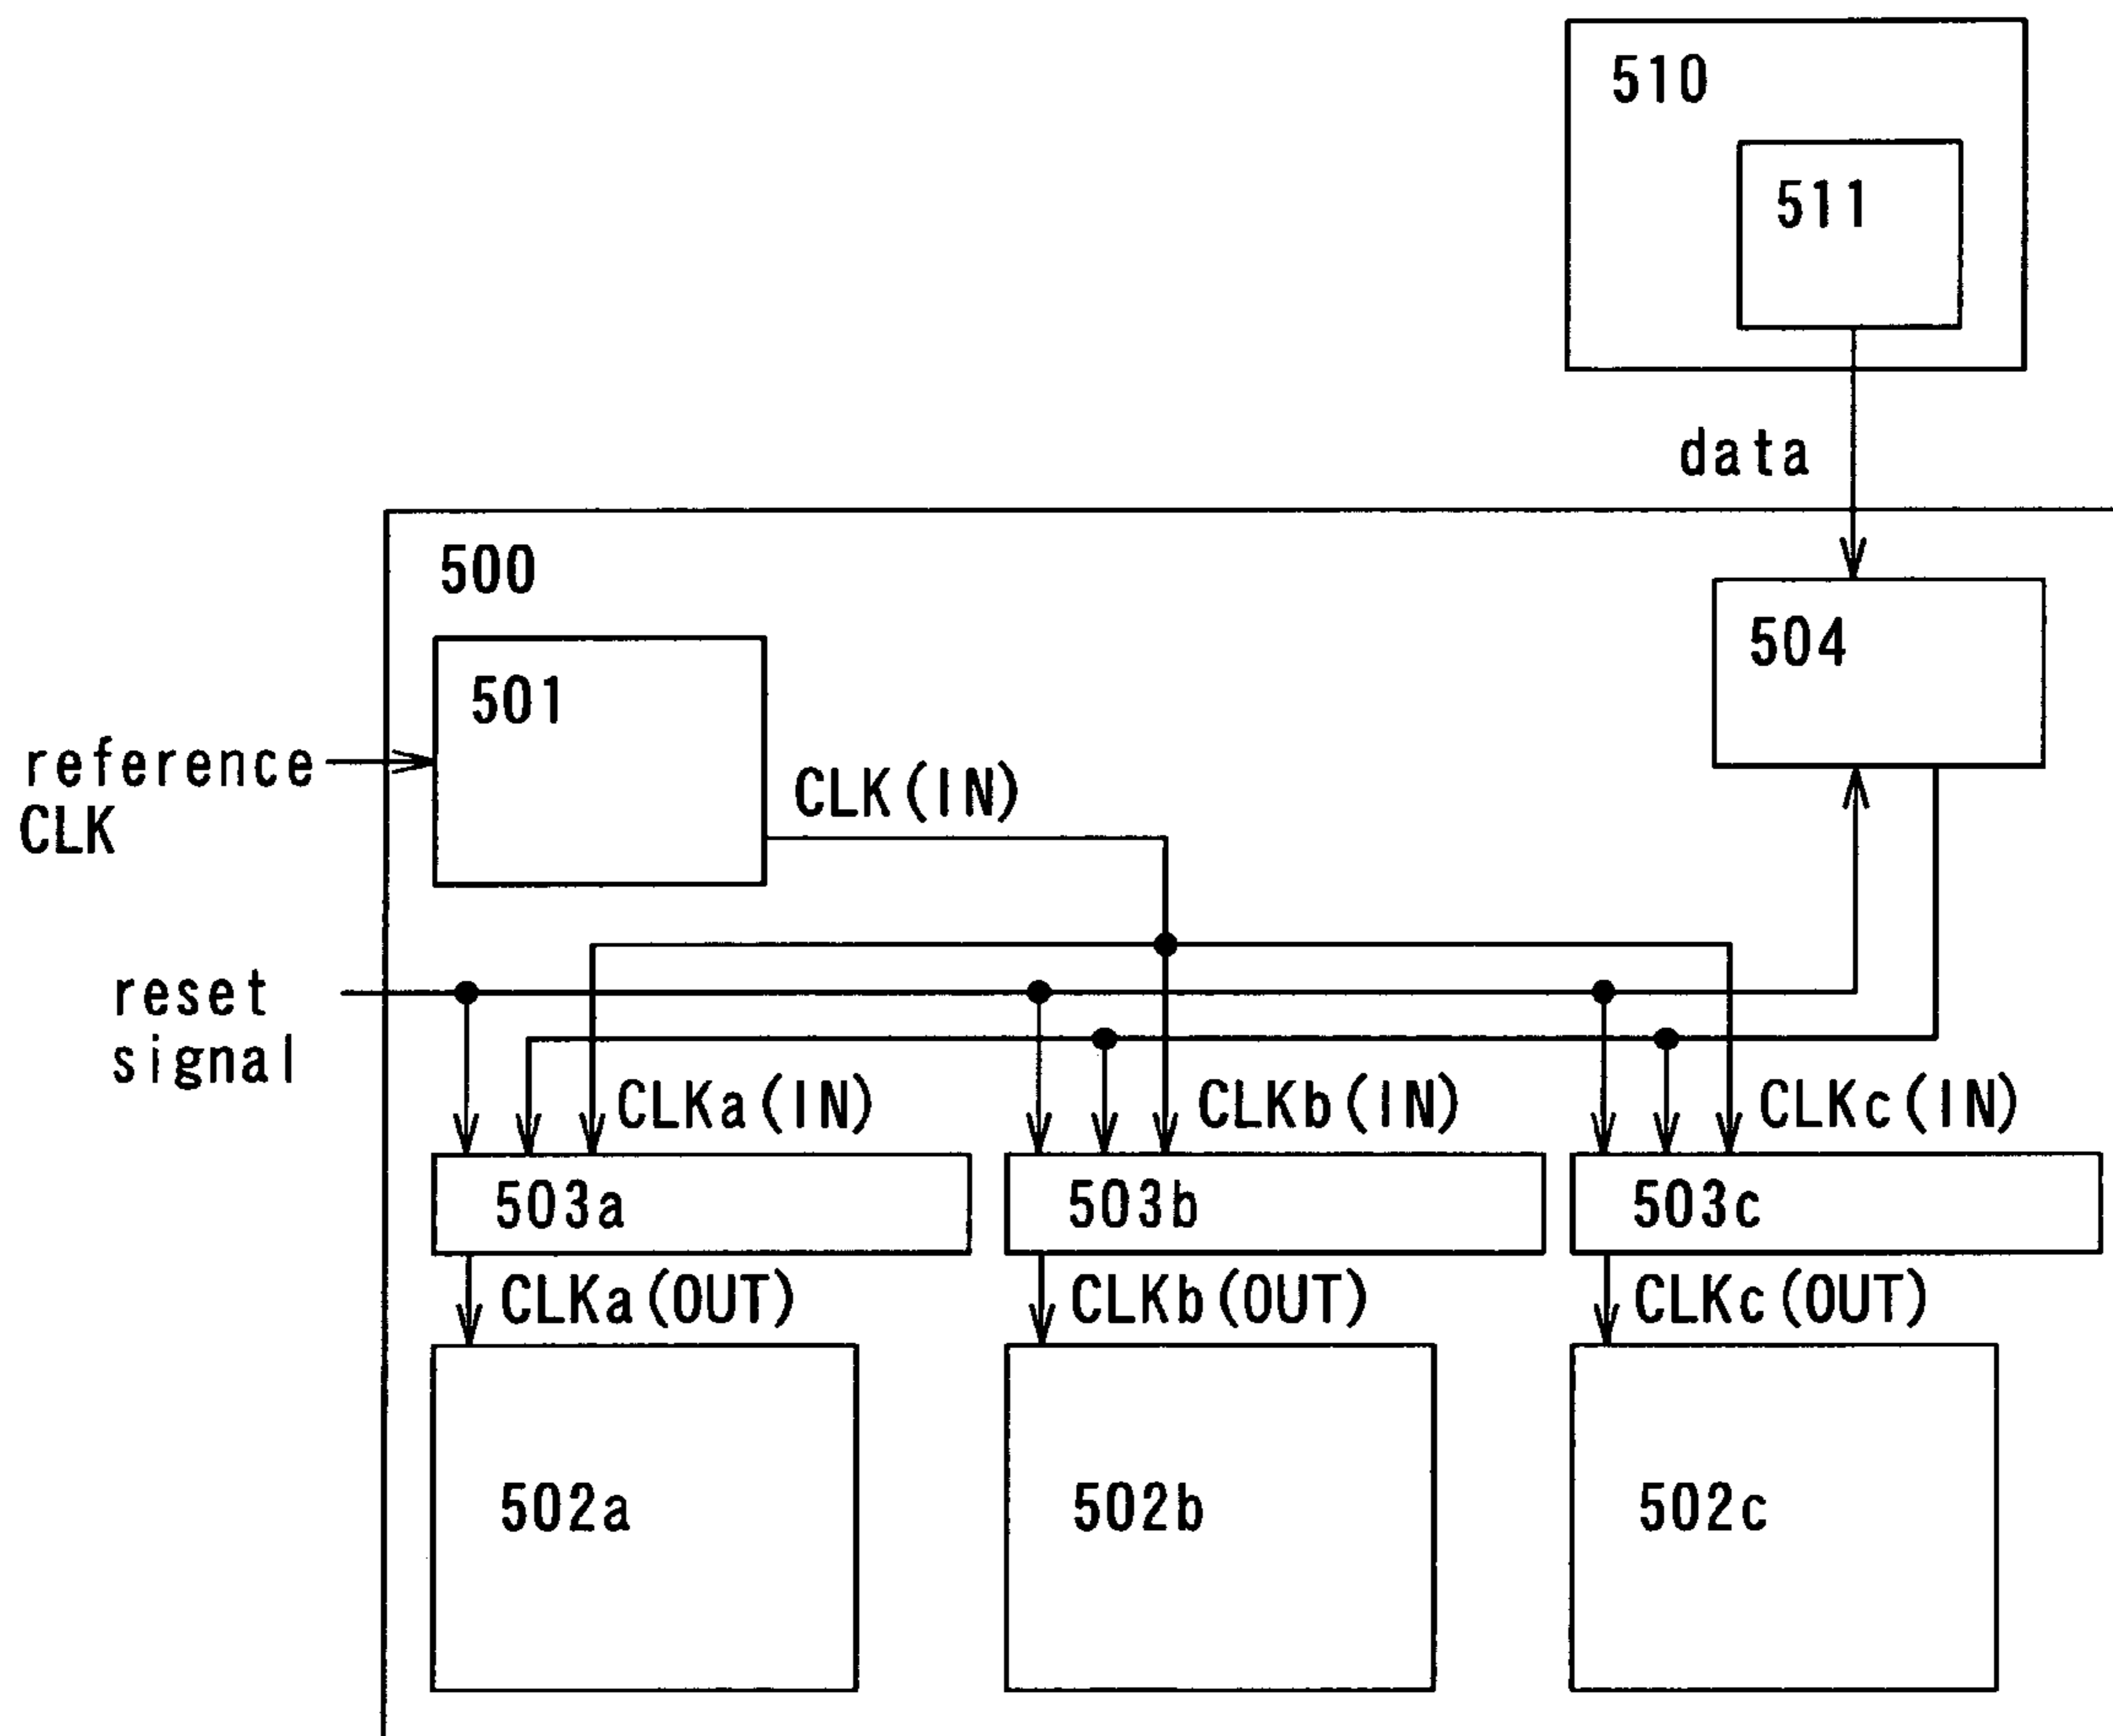 510
511
data
500
504
501
reference
CLK
CLK(IN)
reset
signal
CLKa(IN)
CLKb(IN)
CLKc(IN)
503a
503b
503c
CLKa(OUT)
CLKb(OUT)
CLKc(OUT)
502a
502b
502c